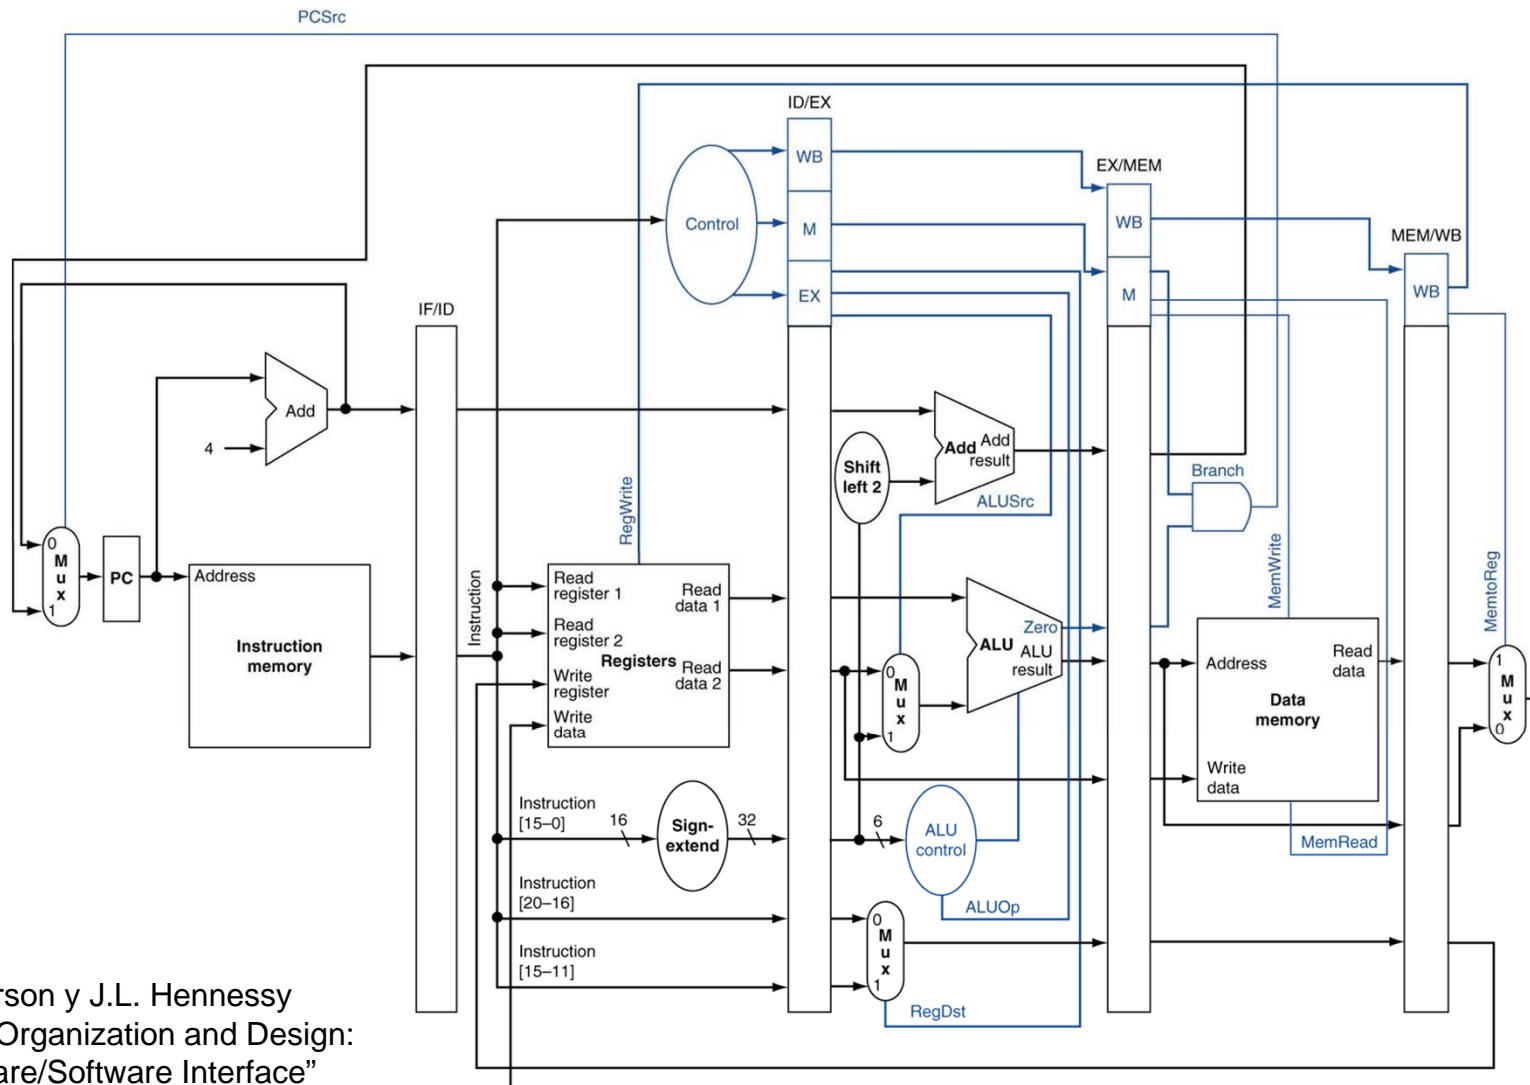 PCSrc
ID/EX
WB
EX/MEM
Control
M
WB
MEM/WB
EX
M
WB
IF/ID
Add
4
Shift
left 2
Add
Add
result
Branch
ALUSrc
RegWrite
MemWrite
MemtoReg
0
M
u
x
1
PC
Address
Instruction
memory
Instruction
Read
register 1
Read
register 2
Write
register
Write
data
Registers
Read
data 1
Read
data 2
0
M
u
x
1
Zero
ALU
ALU
result
Address
Read
data
Data
memory
Write
data
1
M
u
x
0
Instruction
[15–0]
16
Sign-
extend
32
6
ALU
control
MemRead
Instruction
[20–16]
ALUOp
0
M
u
x
1
Instruction
[15–11]
RegDst
rson y J.L. Hennessy
Organization and Design:
are/Software Interface”